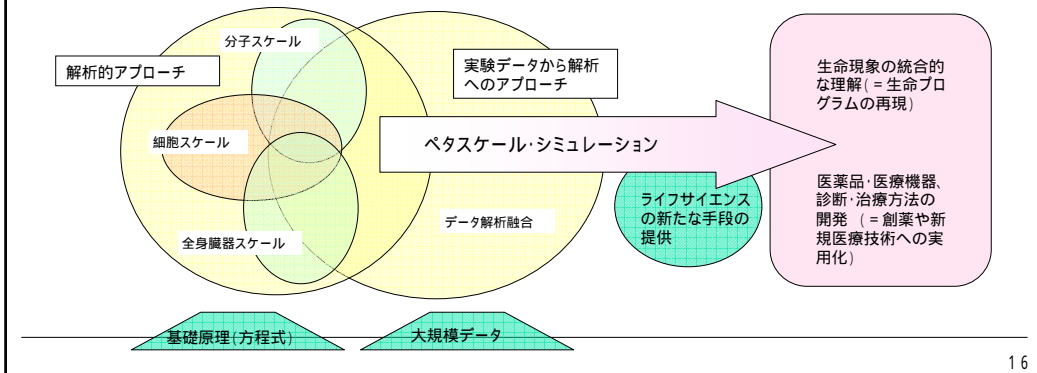 分子スケール
解析的アプローチ
実験データから解析
へのアプローチ
細胞スケール
ペタスケール・シミュレーション
全身臓器スケール
データ解析融合
ライフサイエンス
の新たな手段の
提供
生命現象の統合的
な理解(=生命プロ
グラムの再現)
医薬品・医療機器、
診断・治療方法の
開発 (=創薬や新
規医療技術への実
用化)
基礎原理(方程式)
大規模データ
16